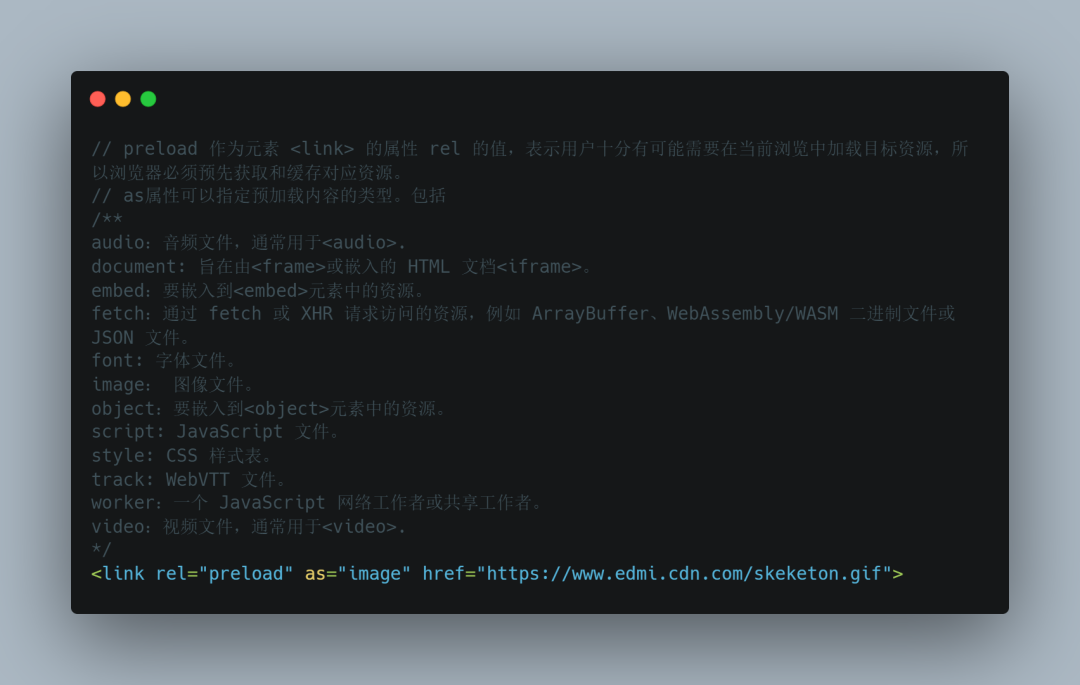 // preload 作为元素 <link> 的属性 rel 的值，表示用户十分有可能需要在当前浏览中加载目标资源，所
以浏览器必须预先获取和缓存对应资源。
// as属性可以指定预加载内容的类型。包括
/**
audio：音频文件，通常用于<audio>.
document: 旨在由<frame>或嵌入的 HTML 文档<iframe>。
embed：要嵌入到<embed>元素中的资源。
fetch：通过 fetch 或 XHR 请求访问的资源，例如 ArrayBuffer、WebAssembly/WASM 二进制文件或
JSON 文件。
font: 字体文件。
image： 图像文件。
object：要嵌入到<object>元素中的资源。
script: JavaScript 文件。
style: CSS 样式表。
track: WebVTT 文件。
worker：一个 JavaScript 网络工作者或共享工作者。
video：视频文件，通常用于<video>.
*/
<link rel="preload" as="image" href="https://www.edmi.cdn.com/skeketon.gif">